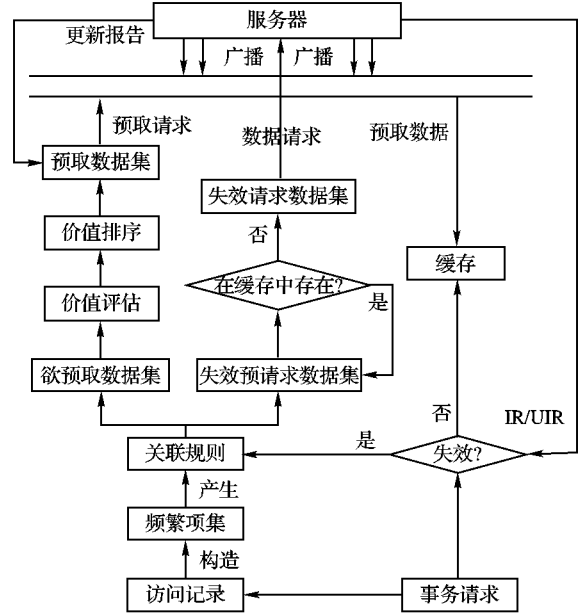 服务器
更新报告
广播
广播
预取请求
数据请求
预取数据
预取数据集
失效请求数据集
价值排序
否
缓存
在缓存中存在?
是
价值评估
欲预取数据集
失效预请求数据集
否
IR/UIR
是
关联规则
失效?
产生
频繁项集
构造
访问记录
事务请求